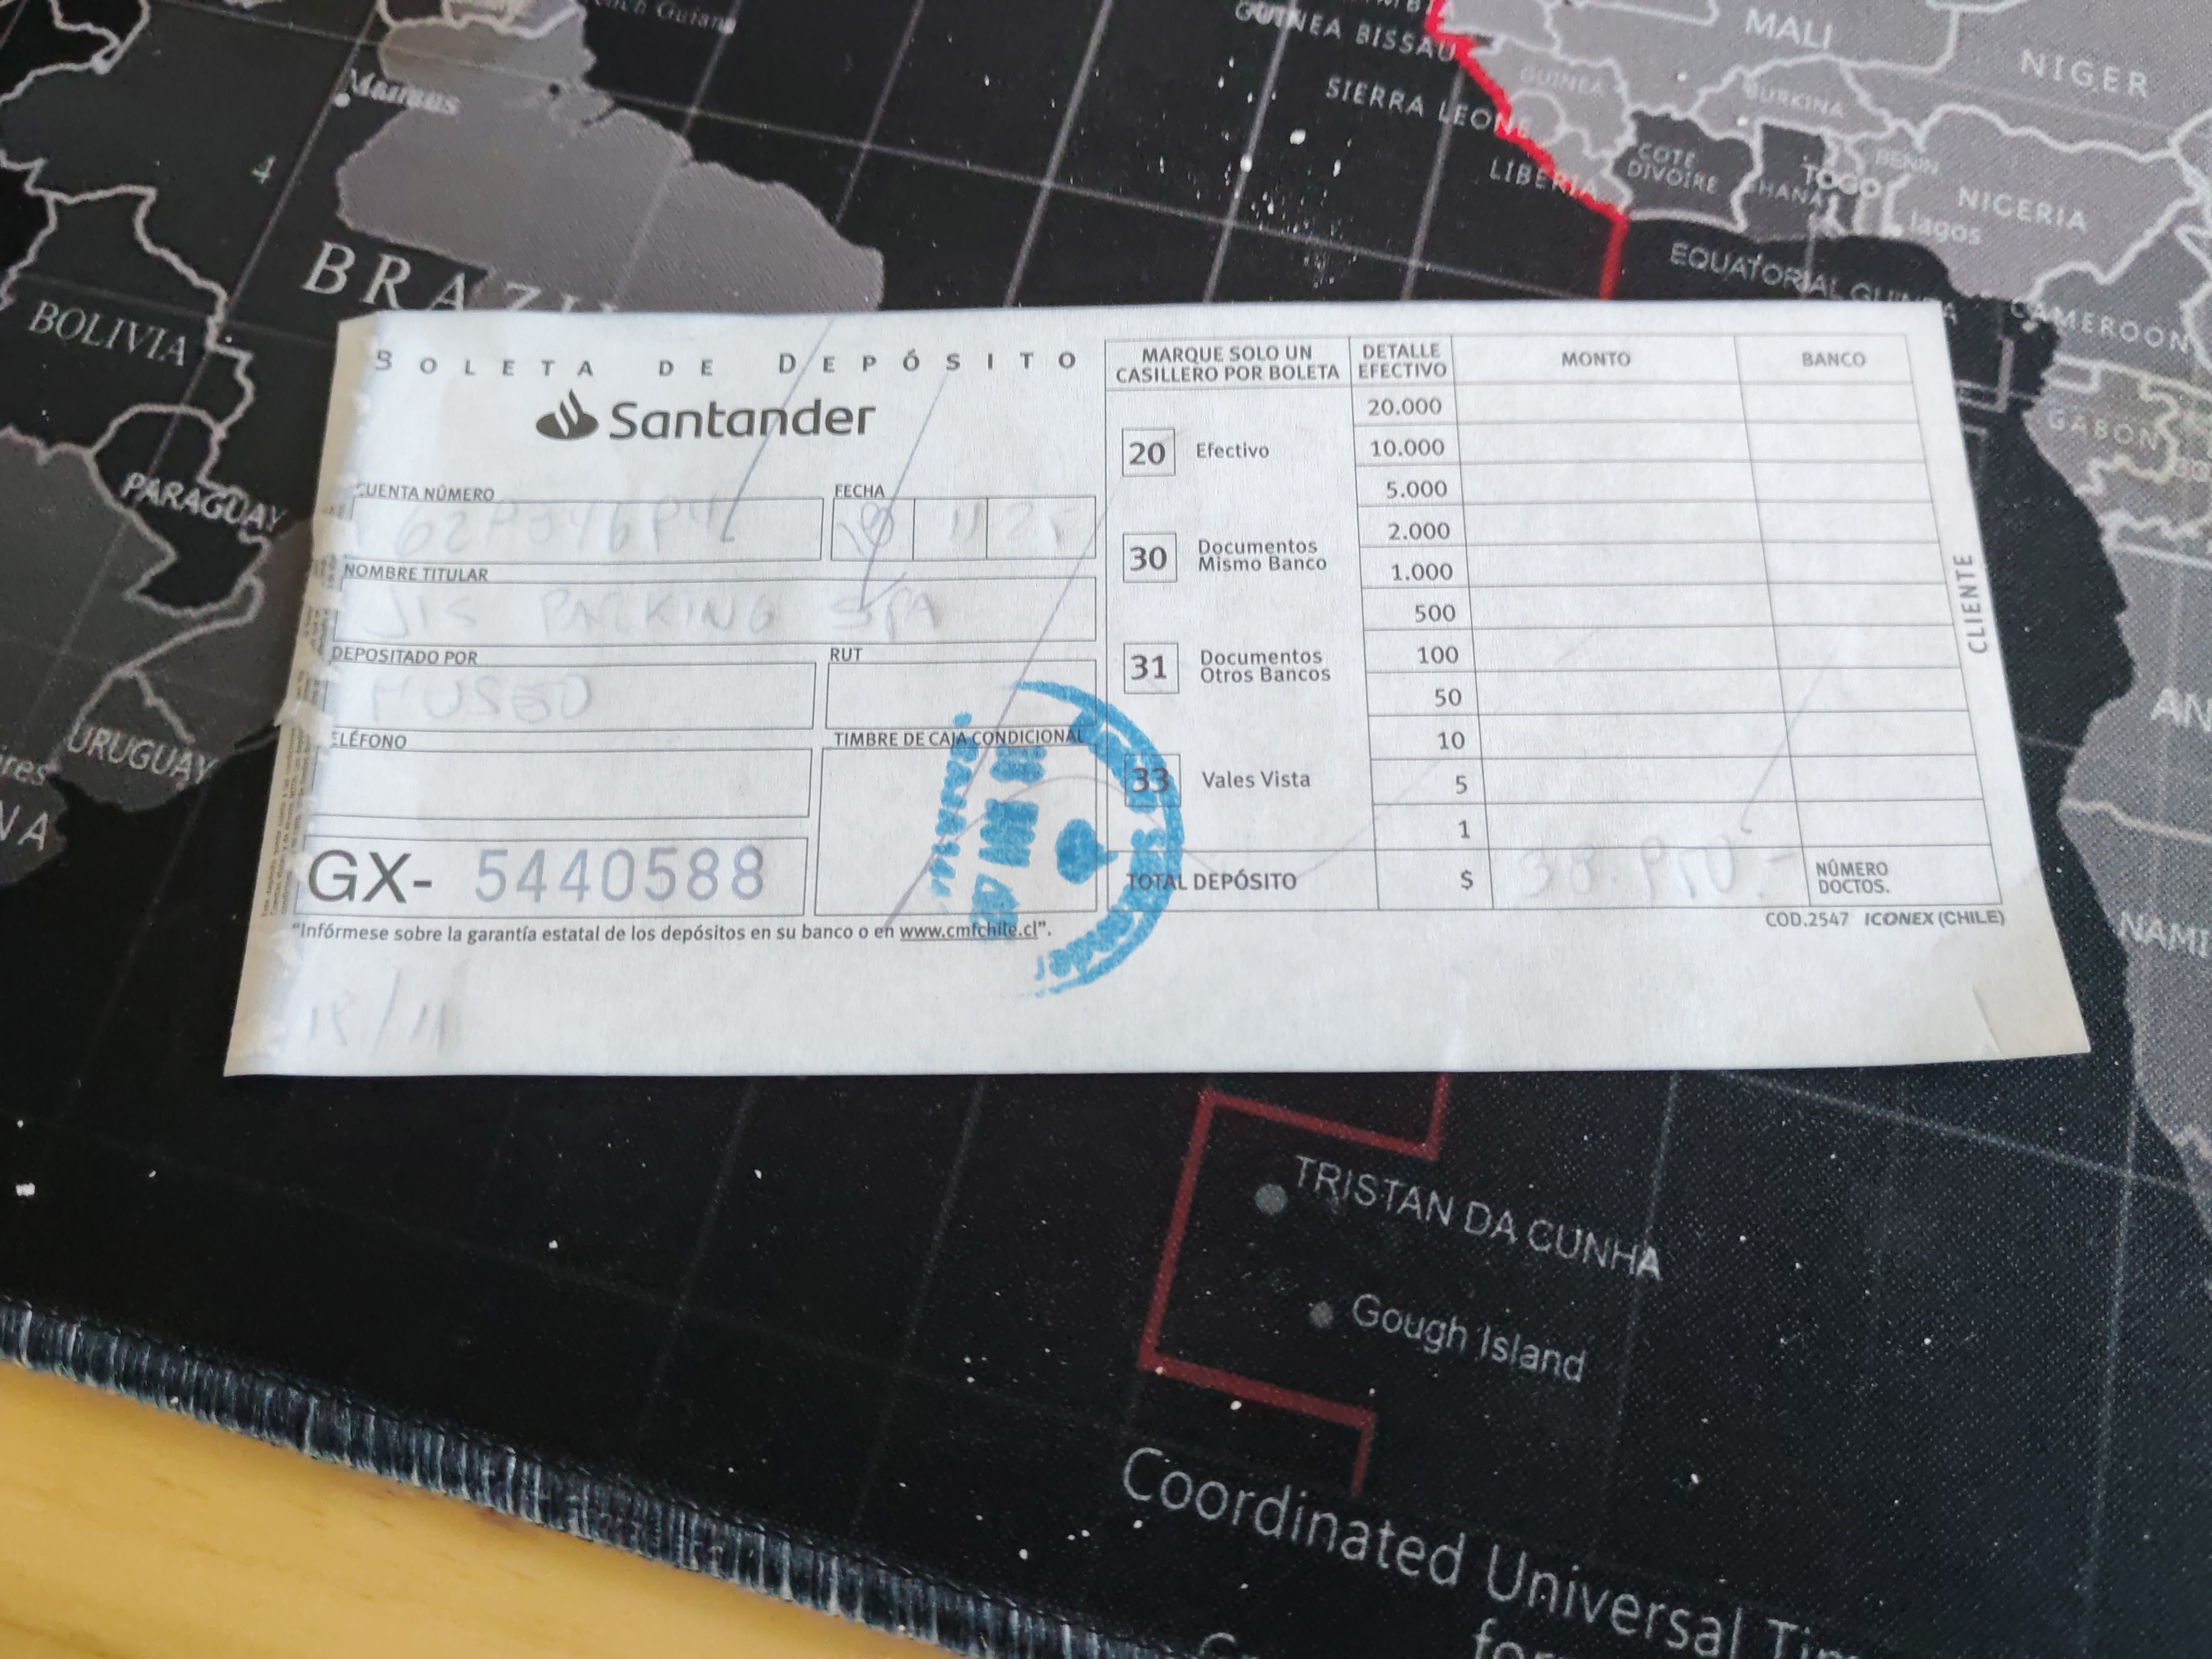 BOLETA DE DEPÓSITO
Santander
CUENTA NÚMERO
FECHA
11 25
NOMBRE TITULAR
JIS PARKING SPA
DEPOSITADO POR
RUT
MUSEO
TELÉFONO
TIMBRE DE CAJA CONDICIONAL
GX- 5440588
"Infórmese sobre la garantía estatal de los depósitos en su banco o en www.cmfchile.cl".
MARQUE SOLO UN CASILLERO POR BOLETA
20 Efectivo
30 Documentos Mismo Banco
31 Documentos Otros Bancos
33 Vales Vista
DETALLE EFECTIVO
MONTO
BANCO
20.000
10.000
5.000
2.000
1.000
500
100
50
10
5
1
TOTAL DEPÓSITO $
NÚMERO DOCTOS.
CLIENTE
COD.2547 ICONEX (CHILE)
Manaus
BRAZIL
BOLIVIA
PARAGUAY
URUGUAY
GUINEA BISSAU
SIERRA LEONE
LIBERIA
GUINEA
MALI
NIGER
BURKINA
COTE DIVOIRE
GHANA
TOGO
BENIN
NIGERIA
lagos
EQUATORIAL GUINEA
CAMEROON
GABON
4
TRISTAN DA CUNHA
Gough Island
Coordinated Universal